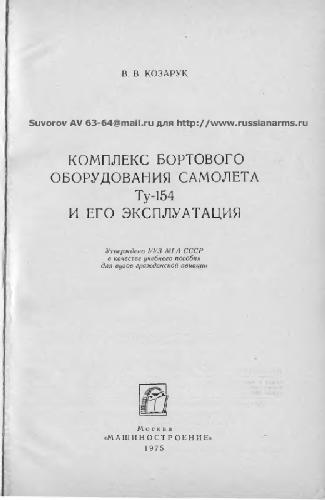 В. В. КОЗАРУК
Suvorov AV 63-64@mail.ru для http://www.russianarms.ru
КОМПЛЕКС БОРТОВОГО
ОБОРУДОВАНИЯ САМОЛЕТА
Ту-154
И ЕГО ЭКСПЛУАТАЦИЯ
Утверждено УУЗ МГА СССР
в качестве учебного пособия
для вузов гражданской авиации
Москва
«МАШИНОСТРОЕНИЕ»
1975